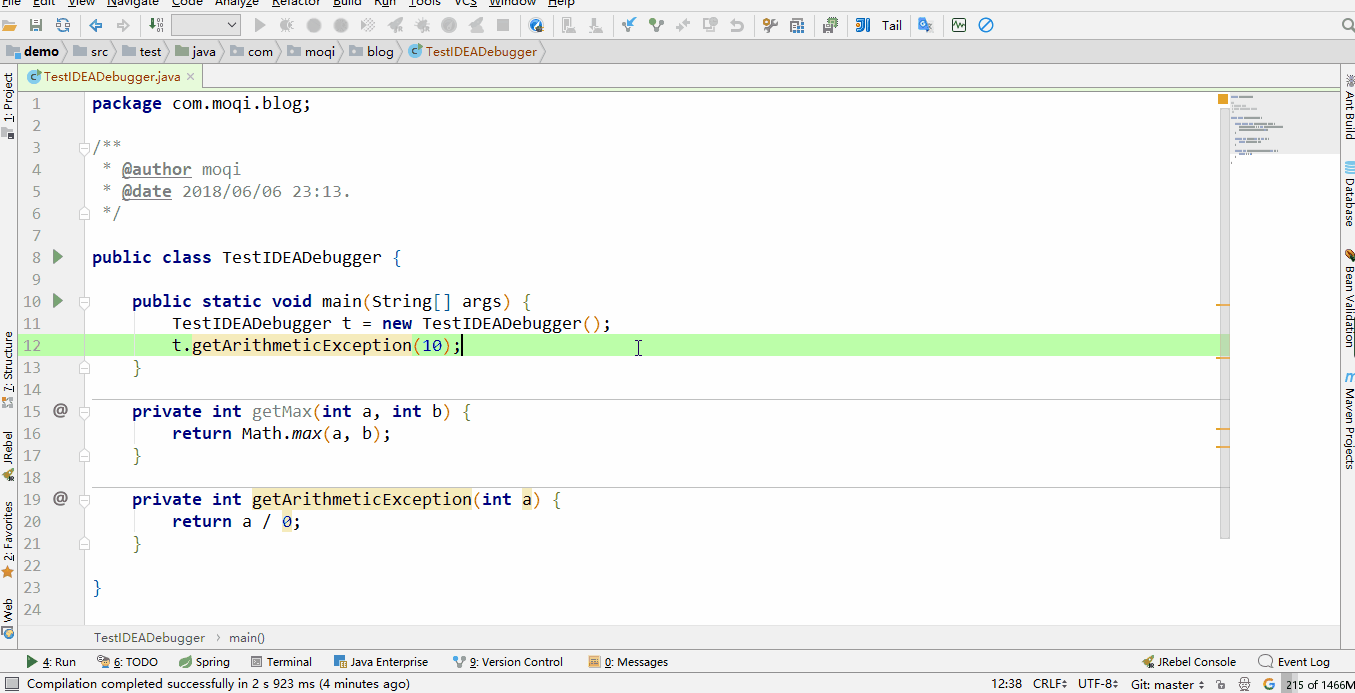 File Edit View Navigate Code Analyze Refactor Build Run Tools VCS Window Help
Tail
demo src test java com moqi blog TestIDEADebugger
TestIDEADebugger.java
1 package com.moqi.blog;
2
3 /**
4 * @author moqi
5 * @date 2018/06/06 23:13.
6 */
7
8 public class TestIDEADebugger {
9
10 public static void main(String[] args) {
11 TestIDEADebugger t = new TestIDEADebugger();
12 t.getArithmeticException(10);
13 }
14
15 @ private int getMax(int a, int b) {
16 return Math.max(a, b);
17 }
18
19 @ private int getArithmeticException(int a) {
20 return a / 0;
21 }
22
23 }
24
1: Project
7: Structure
JRebel
2: Favorites
Web
Ant Build
Database
Bean Validation
Maven Projects
TestIDEADebugger › main()
4: Run 6: TODO Spring Terminal Java Enterprise 9: Version Control 0: Messages JRebel Console Event Log
Compilation completed successfully in 2 s 923 ms (4 minutes ago) 12:38 CRLF UTF-8 Git: master 215 of 1466M